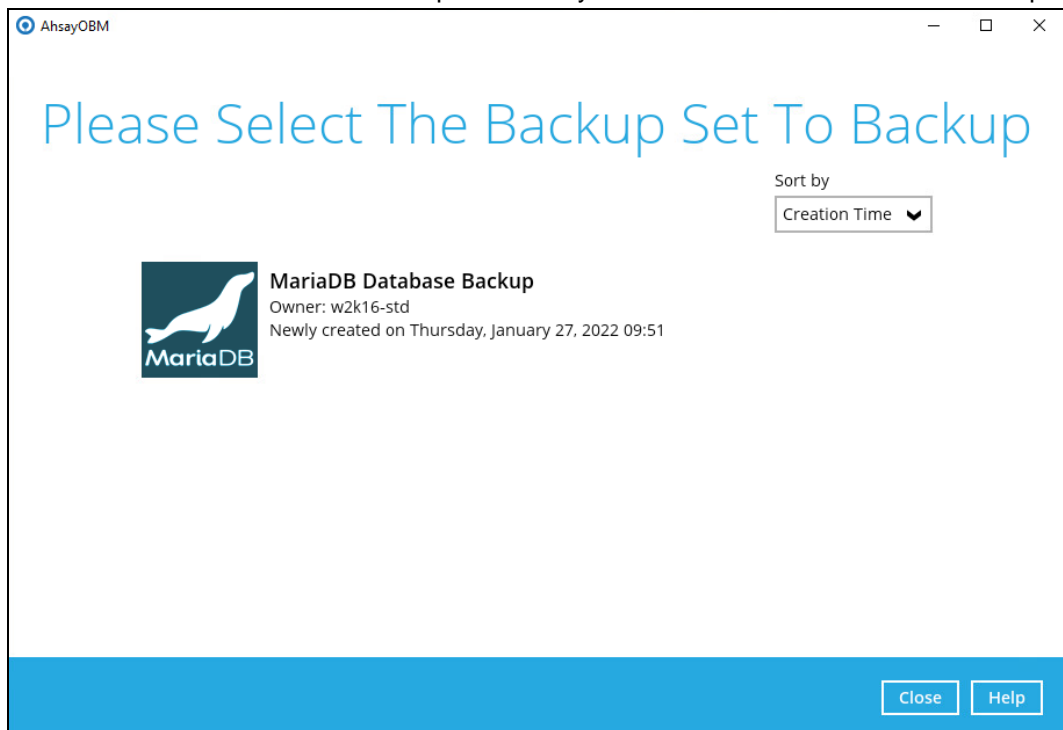 AhsayOBM
Please Select The Backup Set To Backup
Sort by
Creation Time
MariaDB Database Backup
Owner: w2k16-std
Newly created on Thursday, January 27, 2022 09:51
MariaDB
Close
Help